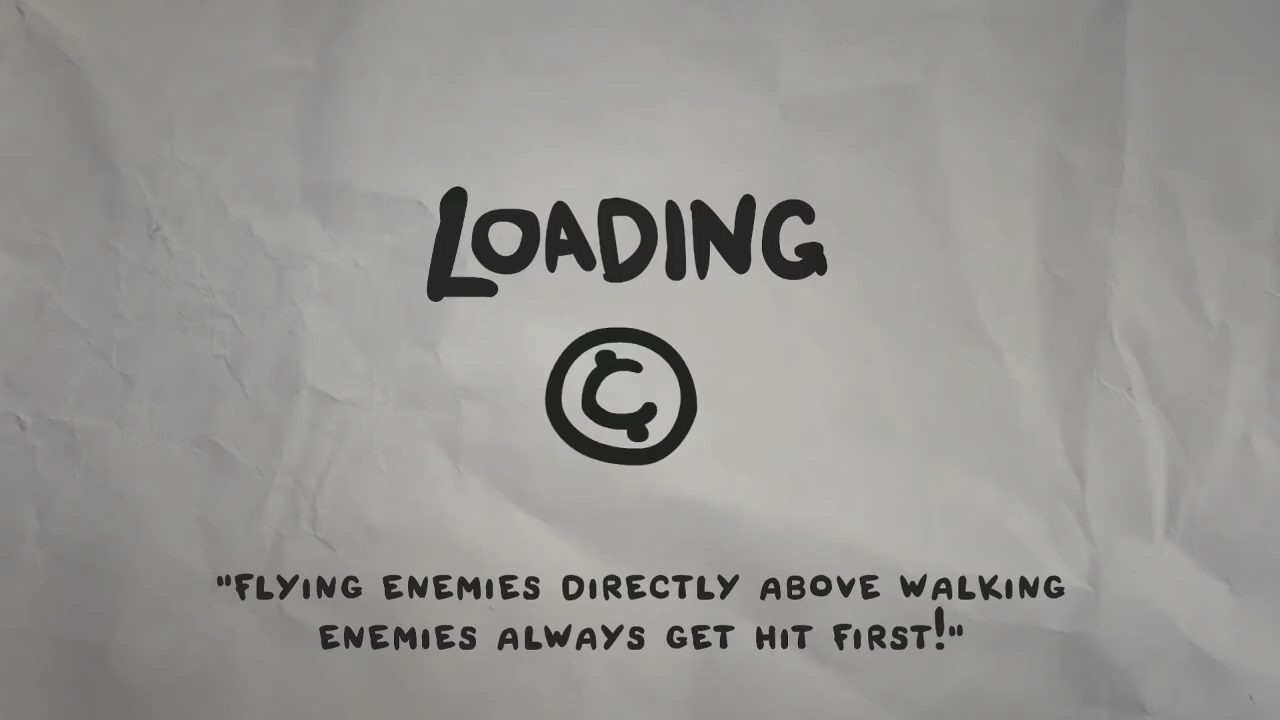 LOADING
"FLYING ENEMIES DIRECTLY ABOVE WALKING
ENEMIES ALWAYS GET HIT FIRST!"